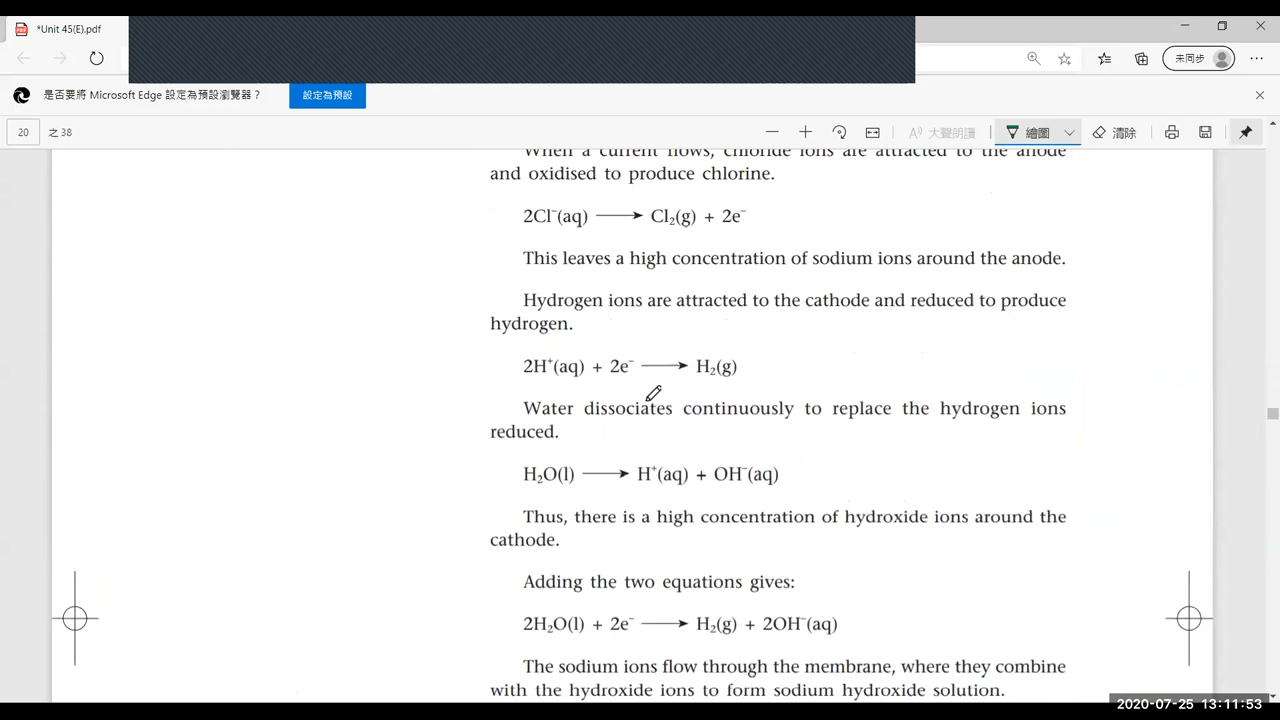 *Unit 45(E).pdf
未同步
是否要將 Microsoft Edge 設定為預設瀏覽器？ 設定為預設
20 之 38 大聲朗讀 繪圖 清除
When a current flows, chloride ions are attracted to the anode
and oxidised to produce chlorine.
2Cl⁻(aq) ⟶ Cl₂(g) + 2e⁻
This leaves a high concentration of sodium ions around the anode.
Hydrogen ions are attracted to the cathode and reduced to produce
hydrogen.
2H⁺(aq) + 2e⁻ ⟶ H₂(g)
Water dissociates continuously to replace the hydrogen ions
reduced.
H₂O(l) ⟶ H⁺(aq) + OH⁻(aq)
Thus, there is a high concentration of hydroxide ions around the
cathode.
Adding the two equations gives:
2H₂O(l) + 2e⁻ ⟶ H₂(g) + 2OH⁻(aq)
The sodium ions flow through the membrane, where they combine
with the hydroxide ions to form sodium hydroxide solution.
2020-07-25 13:11:53